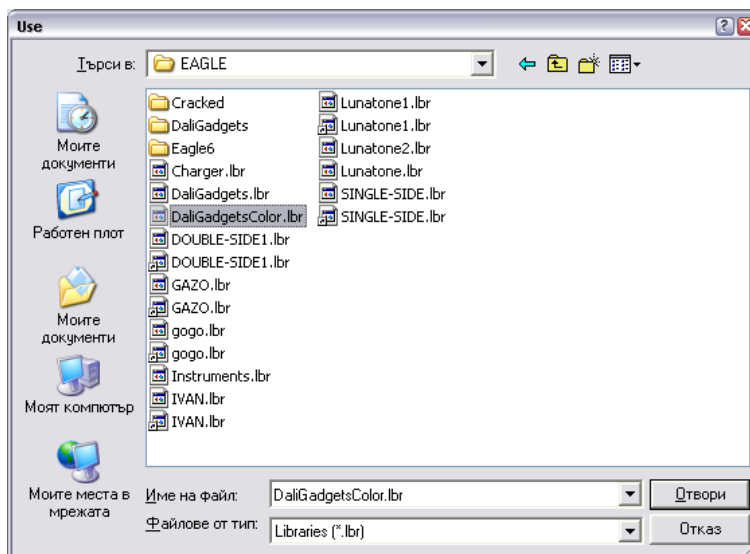 Use
Търси в:
EAGLE
Моите
документи
Работен плот
Моите
документи
Моят компютър
Моите места в
мрежата
Cracked
DaliGadgets
Eagle6
Charger.lbr
DaliGadgets.lbr
DaliGadgetsColor.lbr
DOUBLE-SIDE1.lbr
DOUBLE-SIDE1.lbr
GAZO.lbr
GAZO.lbr
gogo.lbr
gogo.lbr
Instruments.lbr
IVAN.lbr
IVAN.lbr
Lunatone1.lbr
Lunatone1.lbr
Lunatone2.lbr
Lunatone.lbr
SINGLE-SIDE.lbr
SINGLE-SIDE.lbr
Име на файл:
DaliGadgetsColor.lbr
Отвори
Файлове от тип:
Libraries (*.lbr)
Отказ